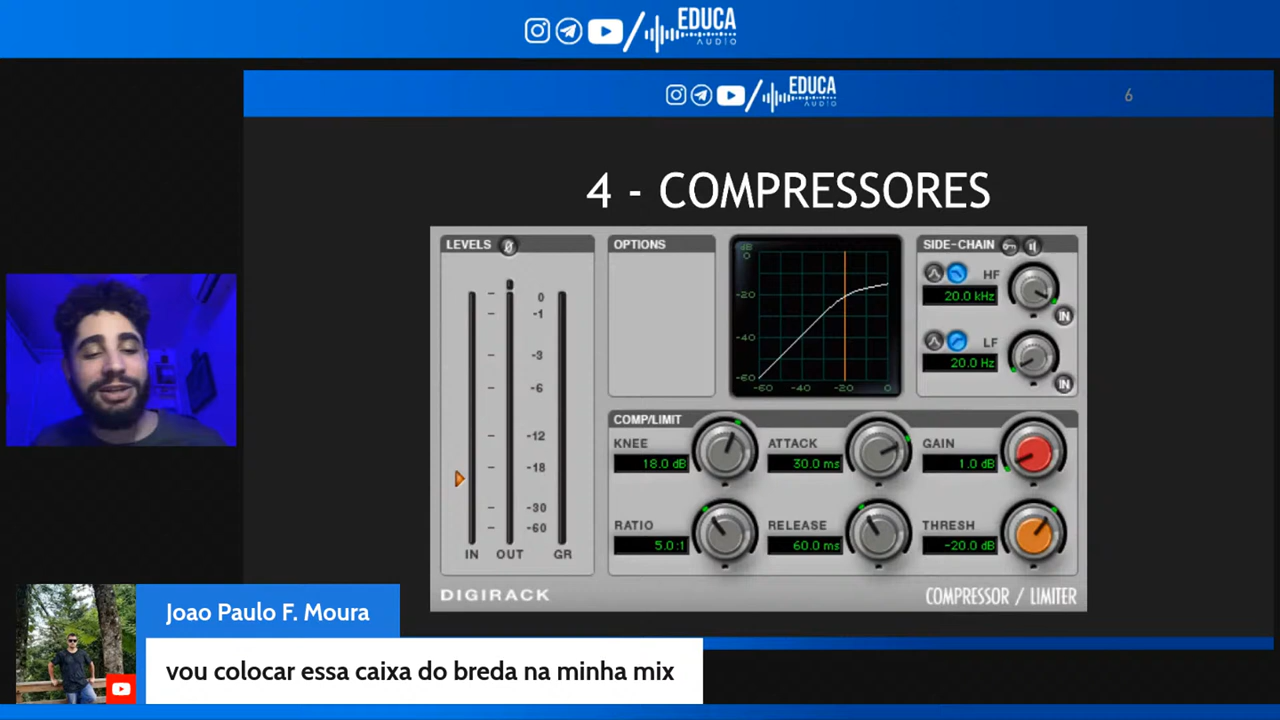 EDUCA
AUDIO
EDUCA
AUDIO
6
4 - COMPRESSORES
LEVELS
OPTIONS
SIDE-CHAIN
0
-1
-3
-6
-12
-18
-30
-60
IN OUT GR
dB
0
-20
-40
-60
-60 -40 -20 0
HF
20.0 kHz
IN
LF
20.0 Hz
IN
COMP/LIMIT
KNEE
18.0 dB
ATTACK
30.0 ms
GAIN
1.0 dB
RATIO
5.0:1
RELEASE
60.0 ms
THRESH
-20.0 dB
DIGIRACK
COMPRESSOR / LIMITER
Joao Paulo F. Moura
vou colocar essa caixa do breda na minha mix